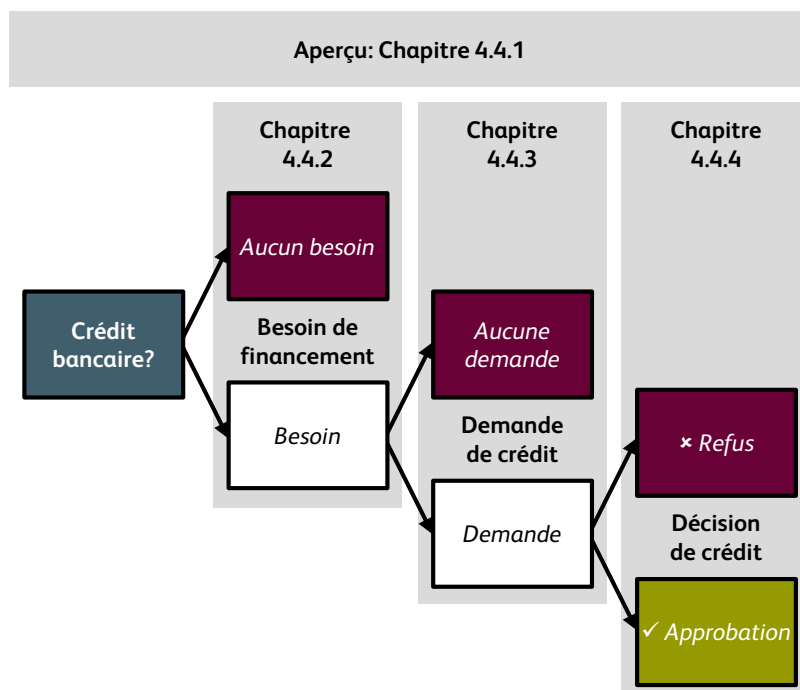 Aperçu: Chapitre 4.4.1
Chapitre
4.4.2
Chapitre
4.4.3
Chapitre
4.4.4
Aucun besoin
Crédit
bancaire?
Besoin de
financement
Aucune
demande
Besoin
Demande
de crédit
× Refus
Demande
Décision
de crédit
✓ Approbation